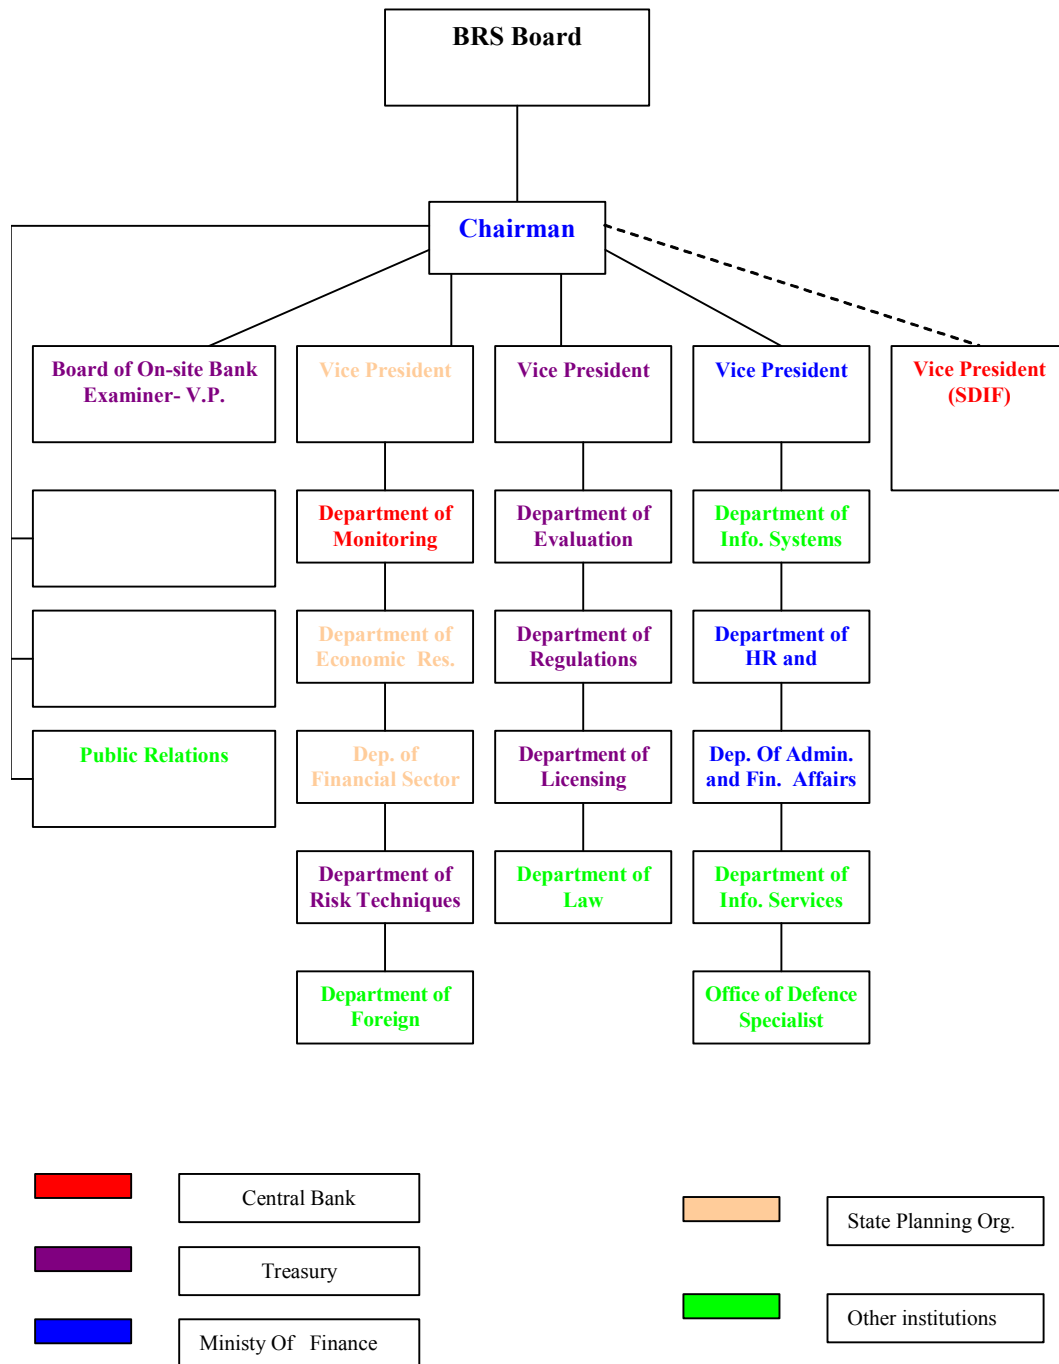 BRS Board
Chairman
Board of On-site Bank
Examiner- V.P.
Vice President
Vice President
Vice President
Vice President
(SDIF)
Department of
Monitoring
Department of
Evaluation
Department of
Info. Systems
Department of
Economic Res.
Department of
Regulations
Department of
HR and
Public Relations
Dep. of
Financial Sector
Department of
Licensing
Dep. Of Admin.
and Fin. Affairs
Department of
Risk Techniques
Department of
Law
Department of
Info. Services
Department of
Foreign
Office of Defence
Specialist
Central Bank
State Planning Org.
Treasury
Other institutions
Ministy Of Finance